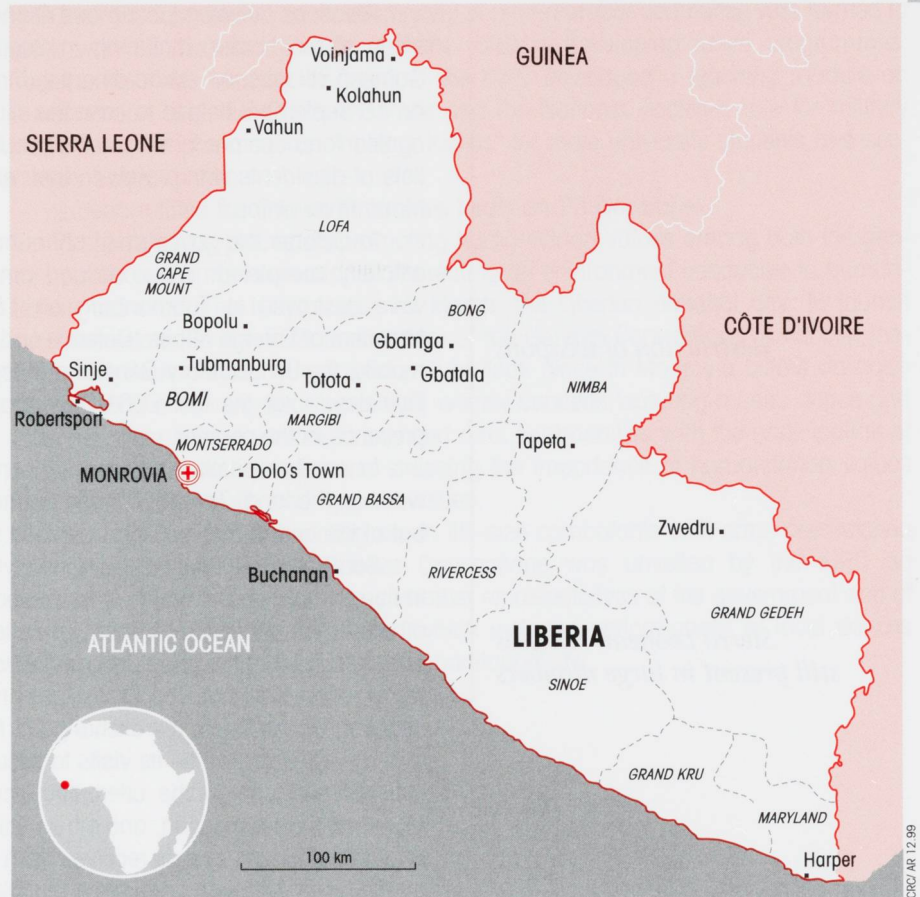 Voinjama
GUINEA
Kolahun
Vahun
SIERRA LEONE
LOFA
GRAND
CAPE
MOUNT
BONG
Bopolu
CÔTE D'IVOIRE
Gbarnga
Tubmanburg
Sinje
Totota
Gbatala
NIMBA
BOMI
Robertsport
MARGIBI
MONTSERRADO
Tapeta
MONROVIA
Dolo's Town
GRAND BASSA
Zwedru
Buchanan
RIVERCESS
GRAND GEDEH
LIBERIA
ATLANTIC OCEAN
SINOE
GRAND KRU
MARYLAND
100 km
Harper
CRC/ AR 12.99